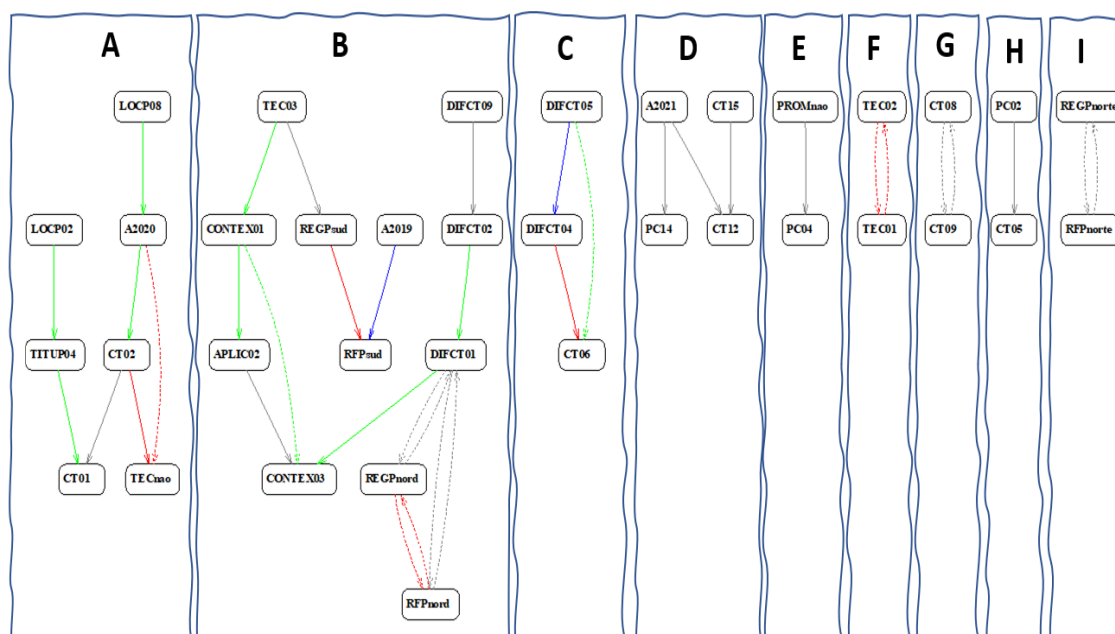 A B C D E F G H I
LOCP08 TEC03 DIFCT09 DIFCT05 A2021 CT15 PROMnao TEC02 CT08 PC02 REGPnorte
LOCP02 A2020 CONTEX01 REGPsud A2019 DIFCT02 DIFCT04 PC14 CT12 PC04 TEC01 CT09 CT05 RFPnorte
TITUP04 CT02 APLIC02 RFPsud DIFCT01 CT06
CT01 TECnao CONTEX03 REGPnord
RFPnord